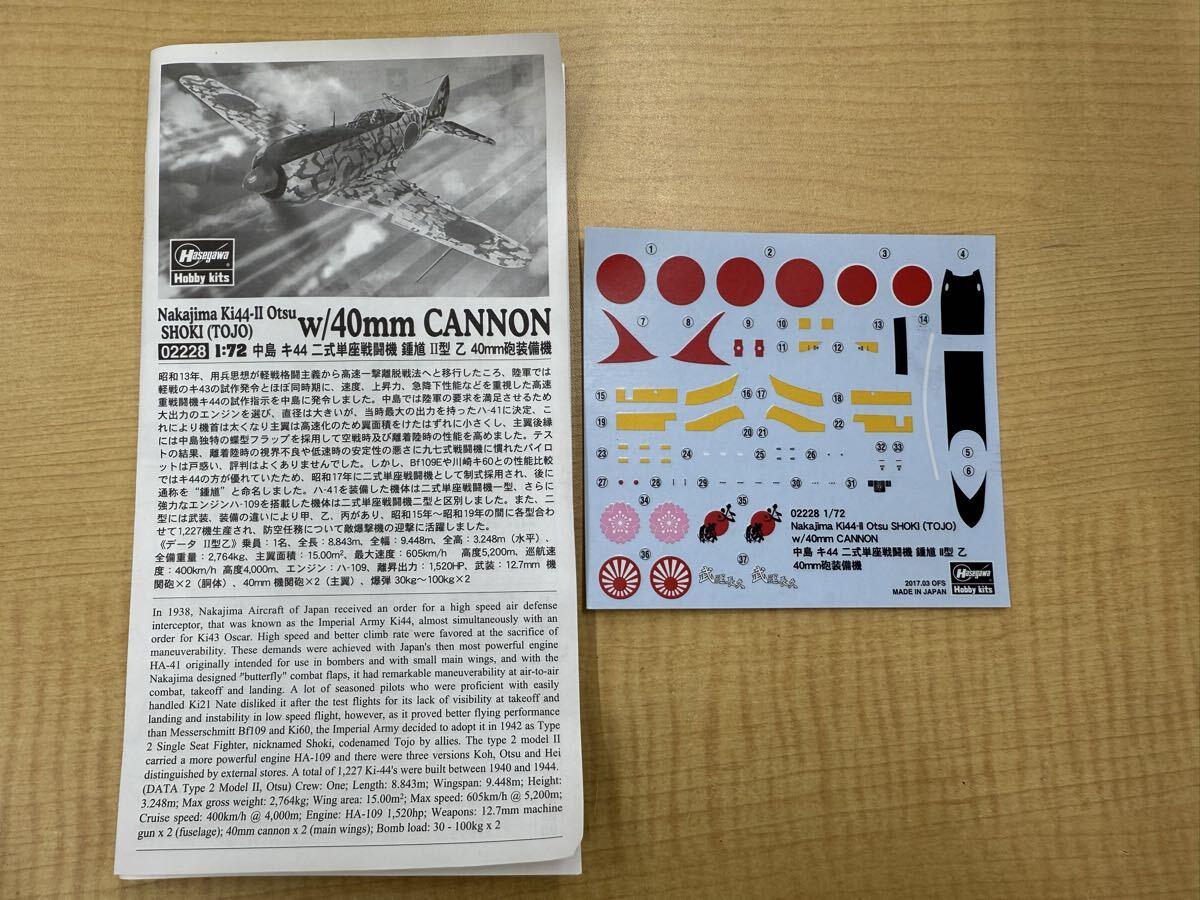 Hasegawa
Hobby kits
Nakajima Ki44-II Otsu
SHOKI (TOJO)
w/40mm CANNON
02228 1:72 中島 キ44 二式単座戦闘機 鍾馗 II型 乙 40mm砲装備機
昭和13年、用兵思想が軽戦格闘主義から高速一撃離脱戦法へと移行したころ、陸軍では
軽戦のキ43の試作発令とほぼ同時期に、速度、上昇力、急降下性能などを重視した高速
重戦闘機キ44の試作指示を中島に発令しました。中島では陸軍の要求を満足させるため
大出力のエンジンを選び、直径は大きいが、当時最大の出力を持ったハ-41に決定、こ
れにより機首は太くなり主翼は高速化のため翼面積をけたはずれに小さくし、主翼後縁
には中島独特の蝶型フラップを採用して空戦時及び離着陸時の性能を高めました。テス
トの結果、離着陸時の視界不良や低速時の安定性の悪さに九七式戦闘機に慣れたパイロ
ットは戸惑い、評判はよくありませんでした。しかし、Bf109Eや川崎キ60との性能比較
ではキ44の方が優れていたため、昭和17年に二式単座戦闘機として制式採用され、後に
通称を“鍾馗”と命名しました。ハ-41を装備した機体は二式単座戦闘機一型、さらに
強力なエンジンハ-109を搭載した機体は二式単座戦闘機二型と区別しました。また、二
型には武装、装備の違いにより甲、乙、丙があり、昭和15年〜昭和19年の間に各型合わ
せて1,227機生産され、防空任務について敵爆撃機の迎撃に活躍しました。
《データ II型乙》乗員：1名、全長：8.843m、全幅：9.448m、全高：3.248m（水平）、
全備重量：2,764kg、主翼面積：15.00m²、最大速度：605km/h 高度5,200m、巡航速
度：400km/h 高度4,000m、エンジン：ハ-109、離昇出力：1,520HP、武装：12.7mm 機
関砲×2（胴体）、40mm 機関砲×2（主翼）、爆弾 30kg〜100kg×2
In 1938, Nakajima Aircraft of Japan received an order for a high speed air defense
interceptor, that was known as the Imperial Army Ki44, almost simultaneously with an
order for Ki43 Oscar. High speed and better climb rate were favored at the sacrifice of
maneuverability. These demands were achieved with Japan's then most powerful engine
HA-41 originally intended for use in bombers and with small main wings, and with the
Nakajima designed "butterfly" combat flaps, it had remarkable maneuverability at air-to-air
combat, takeoff and landing. A lot of seasoned pilots who were proficient with easily
handled Ki21 Nate disliked it after the test flights for its lack of visibility at takeoff and
landing and instability in low speed flight, however, as it proved better flying performance
than Messerschmitt Bf109 and Ki60, the Imperial Army decided to adopt it in 1942 as Type
2 Single Seat Fighter, nicknamed Shoki, codenamed Tojo by allies. The type 2 model II
carried a more powerful engine HA-109 and there were three versions Koh, Otsu and Hei
distinguished by external stores. A total of 1,227 Ki-44's were built between 1940 and 1944.
(DATA Type 2 Model II, Otsu) Crew: One; Length: 8.843m; Wingspan: 9.448m; Height:
3.248m; Max gross weight: 2,764kg; Wing area: 15.00m²; Max speed: 605km/h @ 5,200m;
Cruise speed: 400km/h @ 4,000m; Engine: HA-109 1,520hp; Weapons: 12.7mm machine
gun x 2 (fuselage); 40mm cannon x 2 (main wings); Bomb load: 30 - 100kg x 2
① ② ③ ④
⑦ ⑧ ⑨ ⑩ ⑬ ⑭
⑪ ⑫
⑮ ⑯ ⑰ ⑱
⑲ ⑳ ㉑ ㉒
㉓ ㉔ ㉕ ㉖ ㉜ ㉝ ⑤
㉗ ㉘ ㉙ ㉚ ㉛ ⑥
㉞ ㉟
必勝
㊱ ㊲
武運長久 武運長久
02228 1/72
Nakajima Ki44-II Otsu SHOKI (TOJO)
w/40mm CANNON
中島 キ44 二式単座戦闘機 鍾馗 II型 乙
40mm砲装備機
2017.03 OFS
MADE IN JAPAN
Hasegawa
Hobby kits